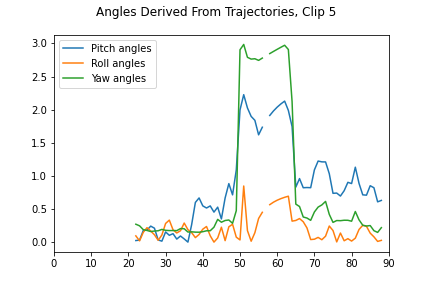 Angles Derived From Trajectories, Clip 5
3.0
2.5
2.0
1.5
1.0
0.5
0.0
Pitch angles
Roll angles
Yaw angles
0 10 20 30 40 50 60 70 80 90